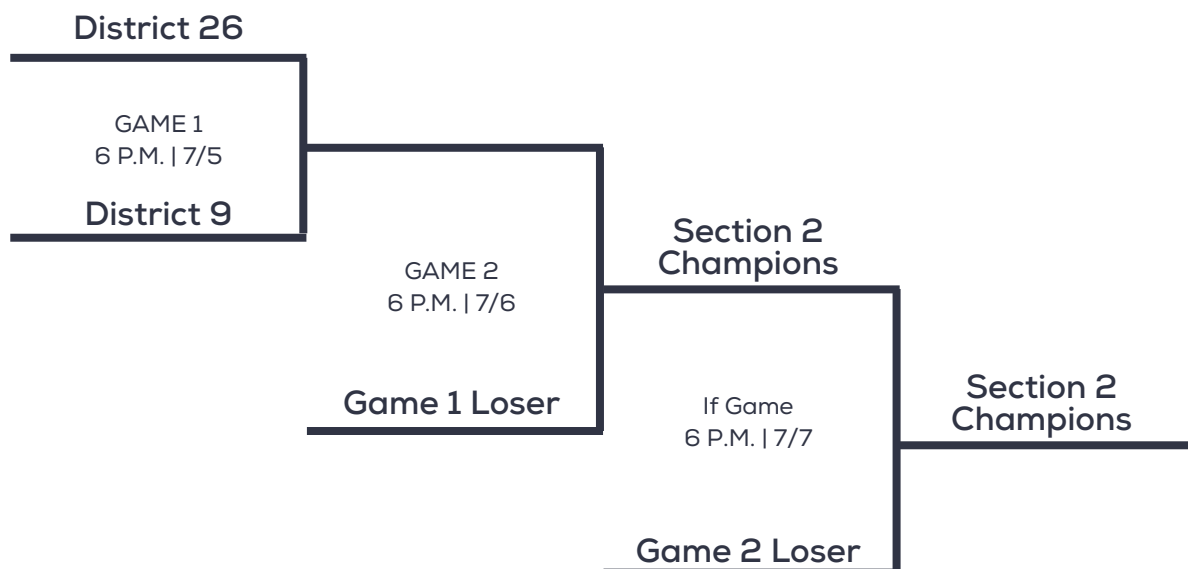 District 26
GAME 1
6 P.M. | 7/5
District 9
GAME 2
6 P.M. | 7/6
Game 1 Loser
Section 2
Champions
If Game
6 P.M. | 7/7
Game 2 Loser
Section 2
Champions